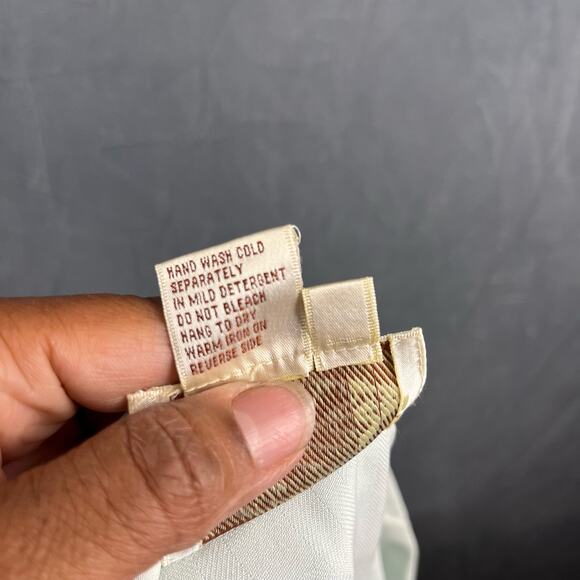 HAND WASH COLD
SEPARATELY
IN MILD DETERGENT
DO NOT BLEACH
HANG TO DRY
WARM IRON ON
REVERSE SIDE